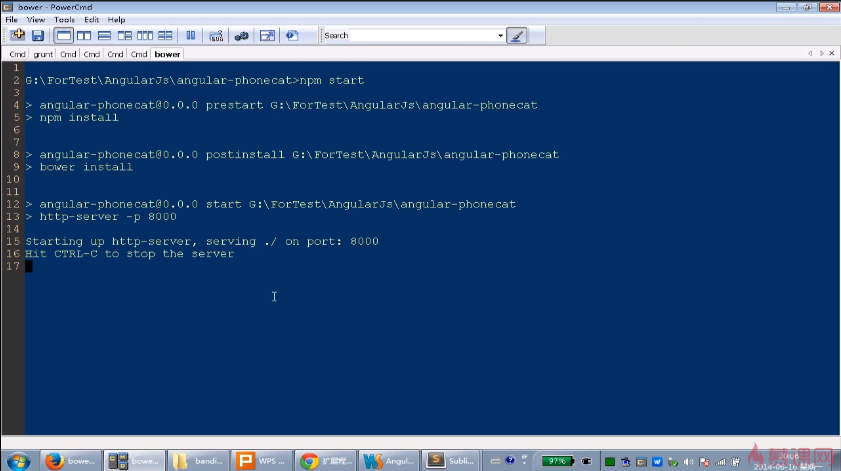 bower - PowerCmd
File View Tools Edit Help
Search
Cmd grunt Cmd Cmd Cmd Cmd bower
1
2 G:\ForTest\AngularJs\angular-phonecat>npm start
3
4 > angular-phonecat@0.0.0 prestart G:\ForTest\AngularJs\angular-phonecat
5 > npm install
6
7
8 > angular-phonecat@0.0.0 postinstall G:\ForTest\AngularJs\angular-phonecat
9 > bower install
10
11
12 > angular-phonecat@0.0.0 start G:\ForTest\AngularJs\angular-phonecat
13 > http-server -p 8000
14
15 Starting up http-server, serving ./ on port: 8000
16 Hit CTRL-C to stop the server
17
bowe... bowe... bandi... WPS ... 扩展程... Angul... Subli... 97%
2014-06-16 星期一
慕课网